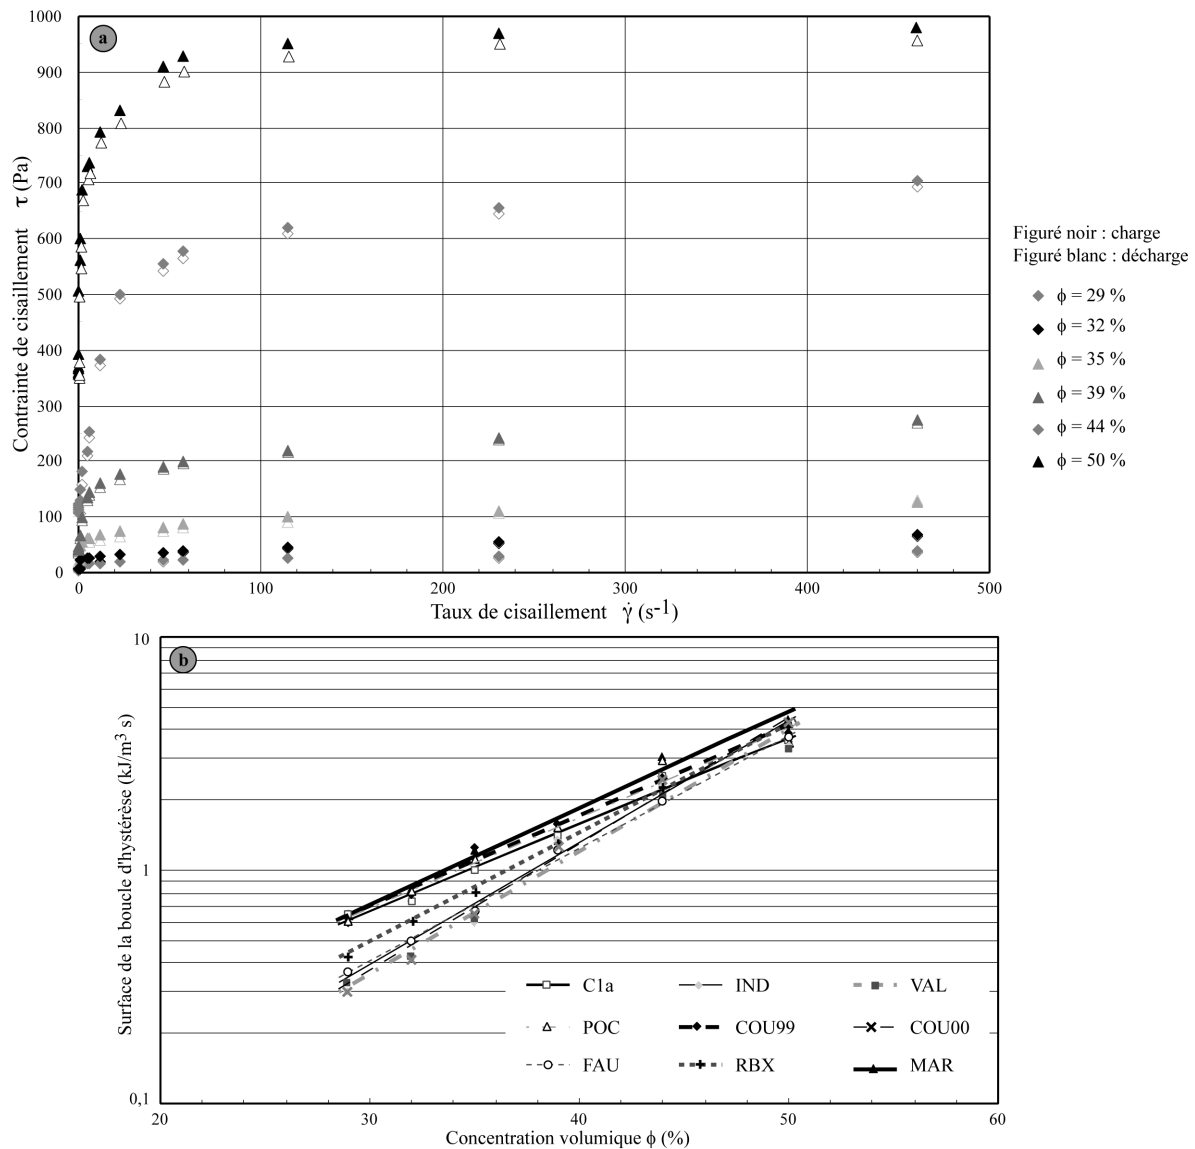 a
1000
900
800
700
600
500
400
300
200
100
0
Contrainte de cisaillement τ (Pa)
0
100
200
300
400
500
Taux de cisaillement γ̇ (s-1)
Figuré noir : charge
Figuré blanc : décharge
ϕ = 29 %
ϕ = 32 %
ϕ = 35 %
ϕ = 39 %
ϕ = 44 %
ϕ = 50 %
b
10
1
0,1
Surface de la boucle d'hystérèse (kJ/m3 s)
C1a
IND
VAL
POC
COU99
COU00
FAU
RBX
MAR
20
30
40
50
60
Concentration volumique ϕ (%)